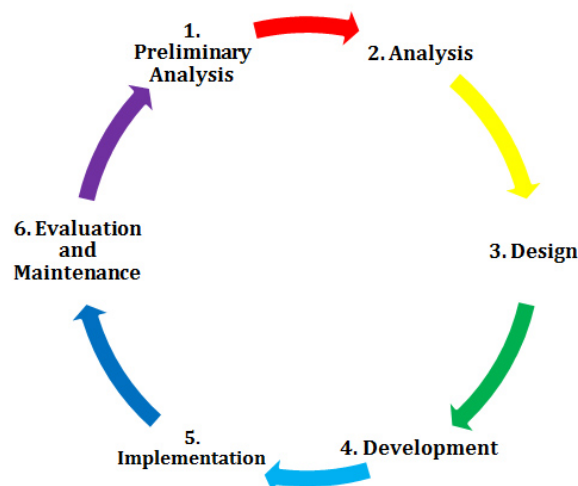 1.
Preliminary
Analysis
2. Analysis
3. Design
4. Development
5.
Implementation
6. Evaluation
and
Maintenance